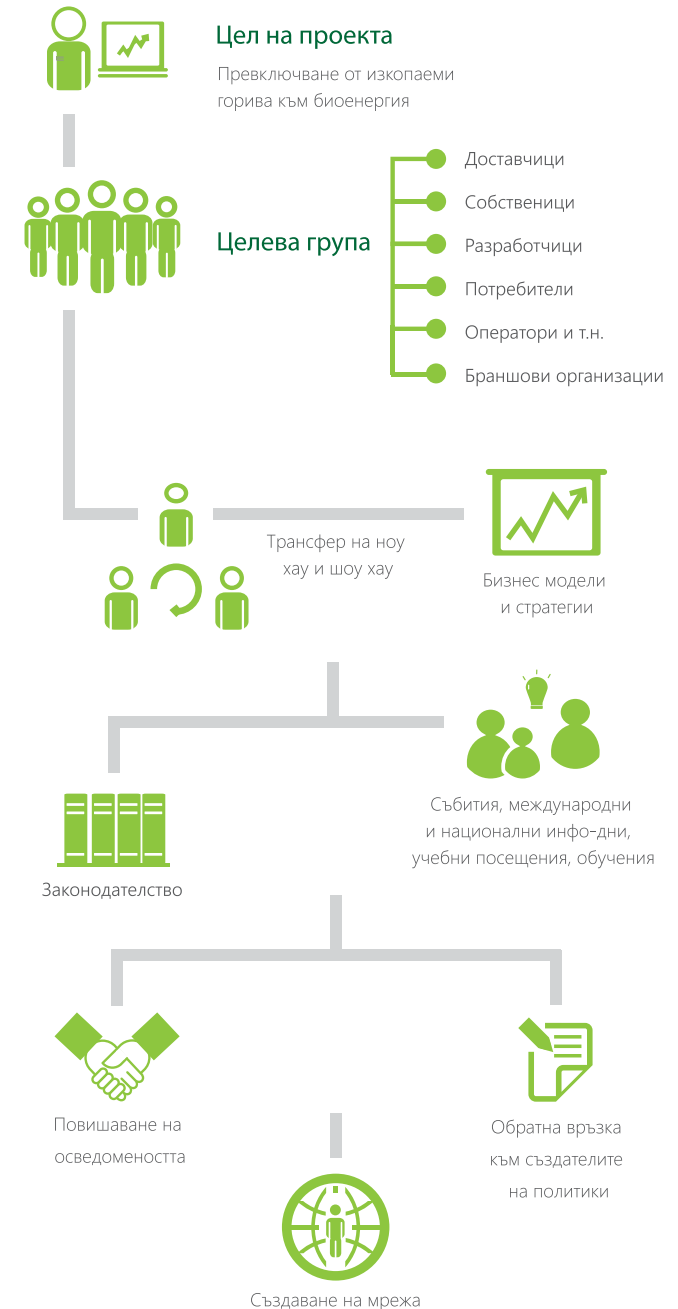 Цел на проекта
Превключване от изкопаеми
горива към биоенергия
Целева група
Доставчици
Собственици
Разработчици
Потребители
Оператори и т.н.
Браншови организации
Трансфер на ноу
хау и шоу хау
Бизнес модели
и стратегии
Събития, международни
и национални инфо-дни,
учебни посещения, обучения
Законодателство
Повишаване на
осведомеността
Обратна връзка
към създателите
на политики
Създаване на мрежа